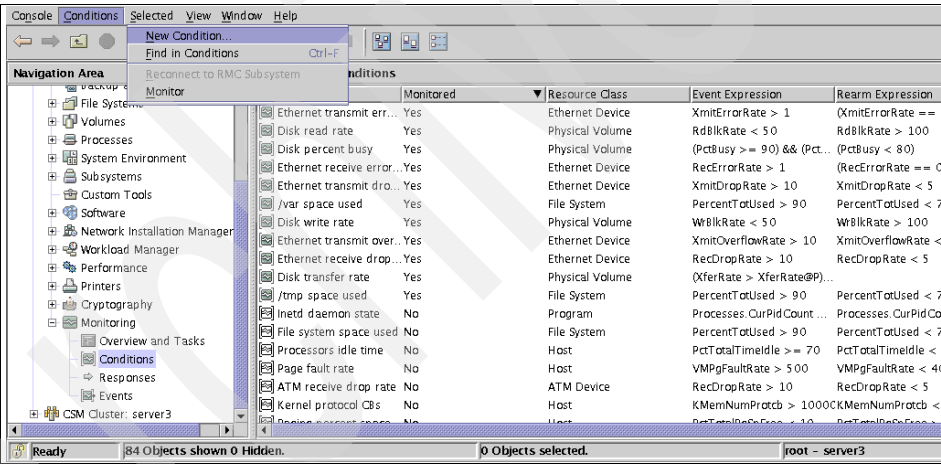 Console Conditions Selected View Window Help
New Condition...
Find in Conditions Ctrl-F
Reconnect to RMC Subsystem
Monitor
Navigation Area
Monitored Resource Class Event Expression Rearm Expression
File Systems
Volumes
Processes
System Environment
Subsystems
Custom Tools
Software
Network Installation Manager
Workload Manager
Performance
Printers
Cryptography
Monitoring
Overview and Tasks
Conditions
Responses
Events
CSM Cluster: server3
Ethernet transmit err... Yes Ethernet Device XmitErrorRate > 1 (XmitErrorRate ==
Disk read rate Yes Physical Volume RdBlkRate < 50 RdBlkRate > 100
Disk percent busy Yes Physical Volume (PctBusy >= 90) && (Pct... (PctBusy < 80)
Ethernet receive error... Yes Ethernet Device RecErrorRate > 1 (RecErrorRate == 0
Ethernet transmit dro... Yes Ethernet Device XmitDropRate > 10 XmitDropRate < 5
/var space used Yes File System PercentTotUsed > 90 PercentTotUsed < 7
Disk write rate Yes Physical Volume WrBlkRate < 50 WrBlkRate > 100
Ethernet transmit over... Yes Ethernet Device XmitOverflowRate > 10 XmitOverflowRate <
Ethernet receive drop... Yes Ethernet Device RecDropRate > 10 RecDropRate < 5
Disk transfer rate Yes Physical Volume (XferRate > XferRate@P)...
/tmp space used Yes File System PercentTotUsed > 90 PercentTotUsed < 7
Inetd daemon state No Program Processes.CurPidCount ... Processes.CurPidCo
File system space used No File System PercentTotUsed > 90 PercentTotUsed < 7
Processors idle time No Host PctTotalTimeIdle >= 70 PctTotalTimeIdle <
Page fault rate No Host VMPgFaultRate > 500 VMPgFaultRate < 40
ATM receive drop rate No ATM Device RecDropRate > 10 RecDropRate < 5
Kernel protocol CBs No Host KMemNumProtcb > 1000 KMemNumProtcb <
Ready 84 Objects shown 0 Hidden. 0 Objects selected. root - server3